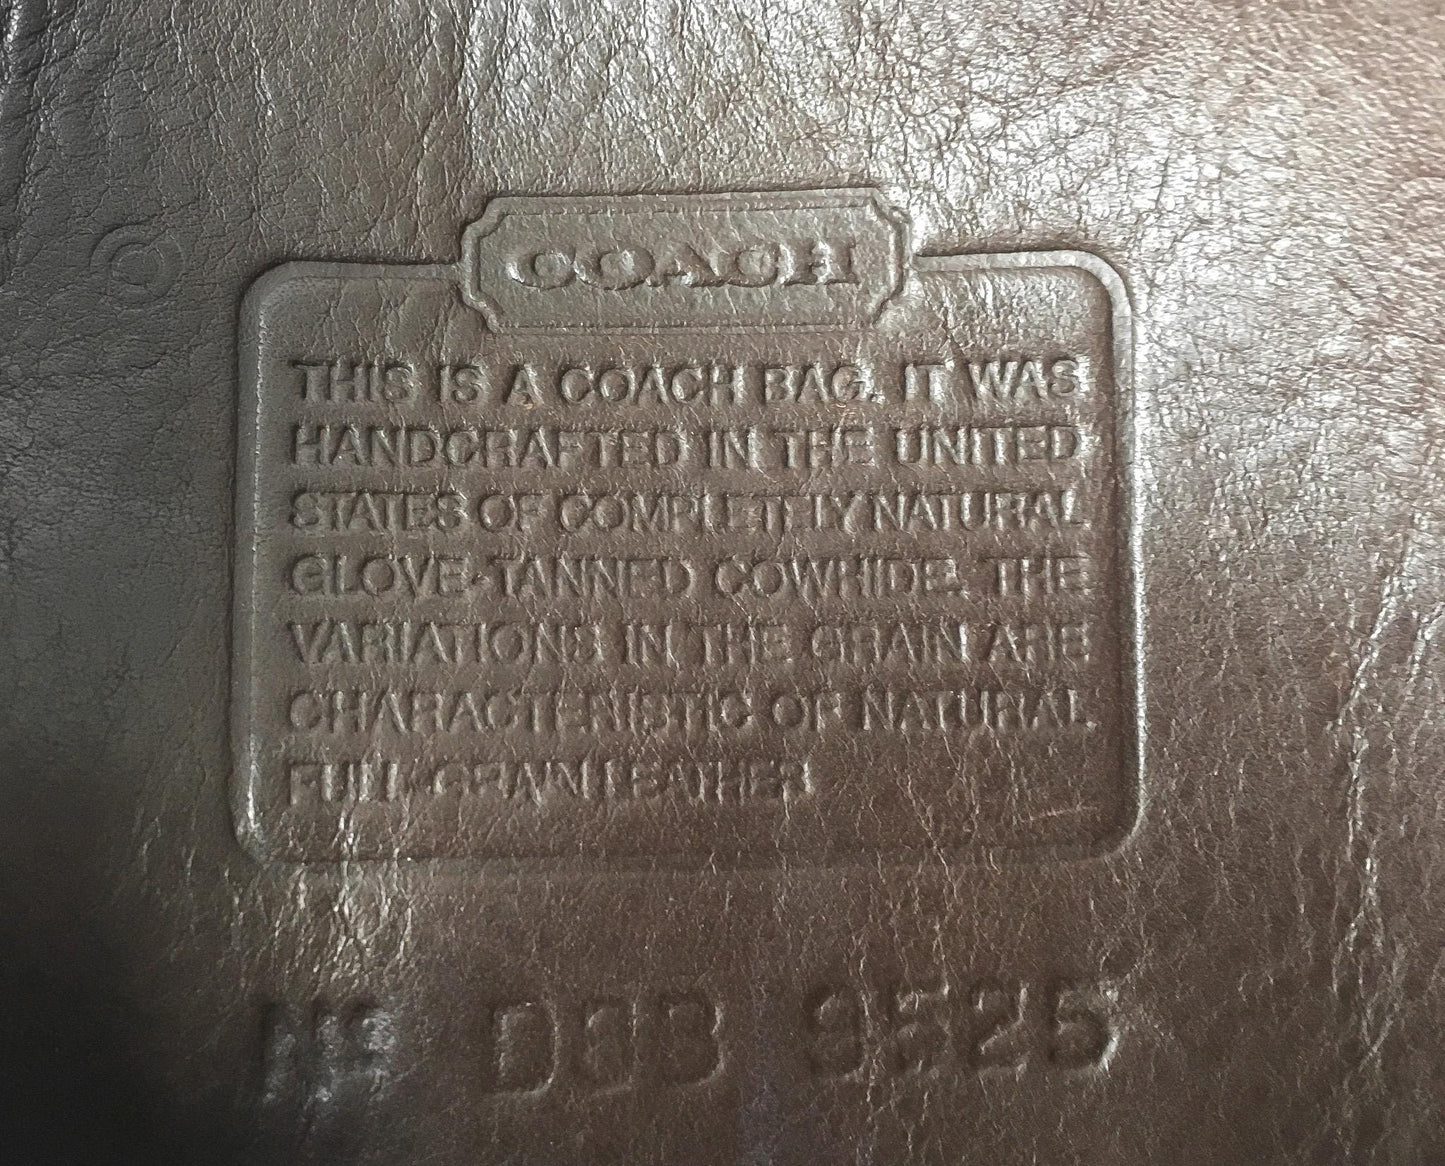 COACH
THIS IS A COACH BAG. IT WAS
HANDCRAFTED IN THE UNITED
STATES OF COMPLETELY NATURAL
GLOVE-TANNED COWHIDE. THE
VARIATIONS IN THE GRAIN ARE
CHARACTERISTIC OF NATURAL
FULL-GRAIN LEATHER.
Nº 9525